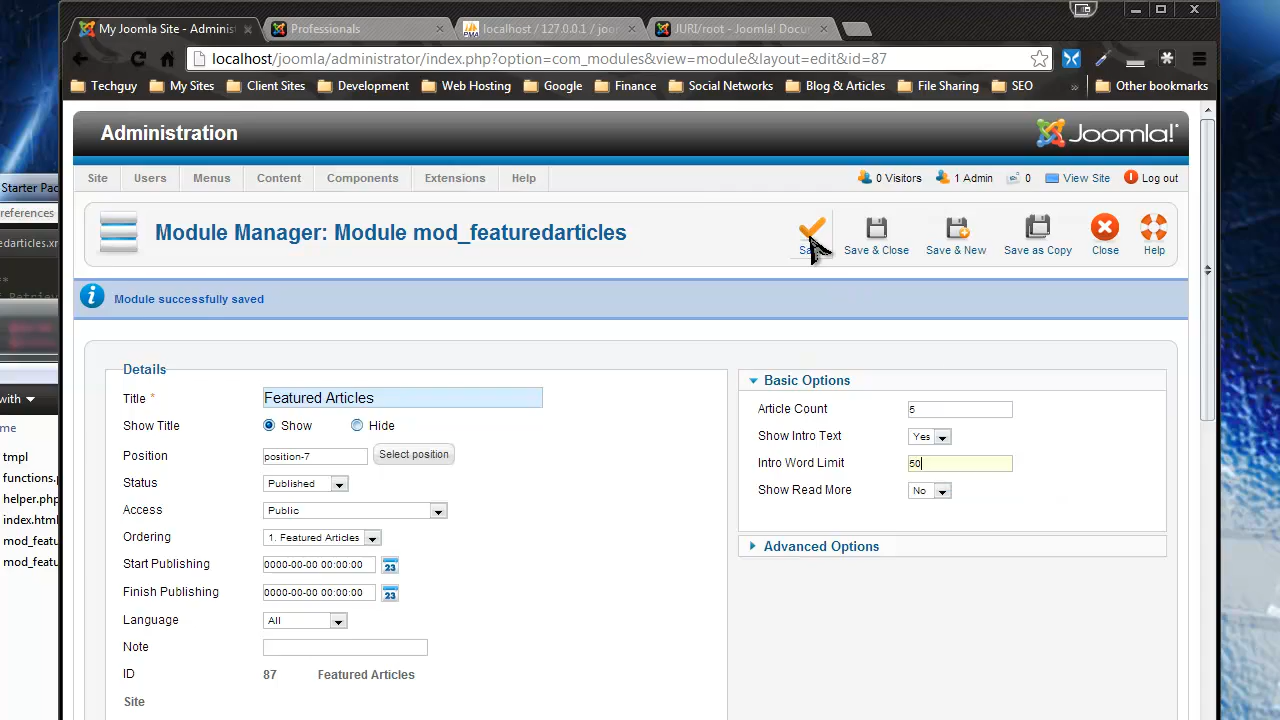 My Joomla Site - Administ
Professionals
localhost / 127.0.0.1 / joor
JURI/root - Joomla! Docu
localhost/joomla/administrator/index.php?option=com_modules&view=module&layout=edit&id=87
Techguy
My Sites
Client Sites
Development
Web Hosting
Google
Finance
Social Networks
Blog & Articles
File Sharing
SEO
»
Other bookmarks
Administration
Joomla!
Site
Users
Menus
Content
Components
Extensions
Help
0 Visitors
1 Admin
0
View Site
Log out
Starter Pac
references
Module Manager: Module mod_featuredarticles
Save & Close
Save & New
Save as Copy
Close
Help
edarticles.xr
Module successfully saved
Details
Title *
Featured Articles
Show Title
Show
Hide
Position
position-7
Select position
Status
Published
Access
Public
Ordering
1. Featured Articles
Start Publishing
0000-00-00 00:00:00
23
Finish Publishing
0000-00-00 00:00:00
23
Language
All
Note
ID
87
Featured Articles
Site
Basic Options
Article Count
5
Show Intro Text
Yes
Intro Word Limit
50
Show Read More
No
Advanced Options
with
me
tmpl
functions.p
helper.php
index.html
mod_featu
mod_featu